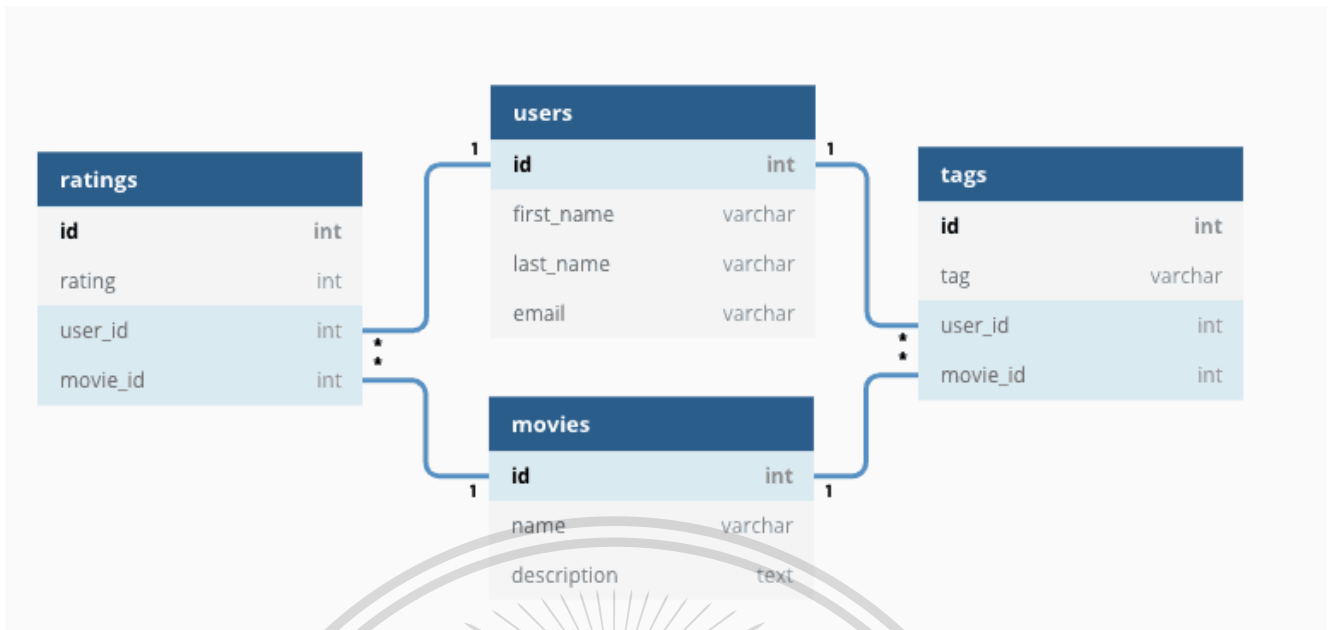 users
1
id int
1
first_name varchar
last_name varchar
email varchar
ratings
id int
rating int
user_id int
*
movie_id int
*
tags
id int
tag varchar
user_id int
*
movie_id int
*
movies
id int
1
1
name varchar
description text